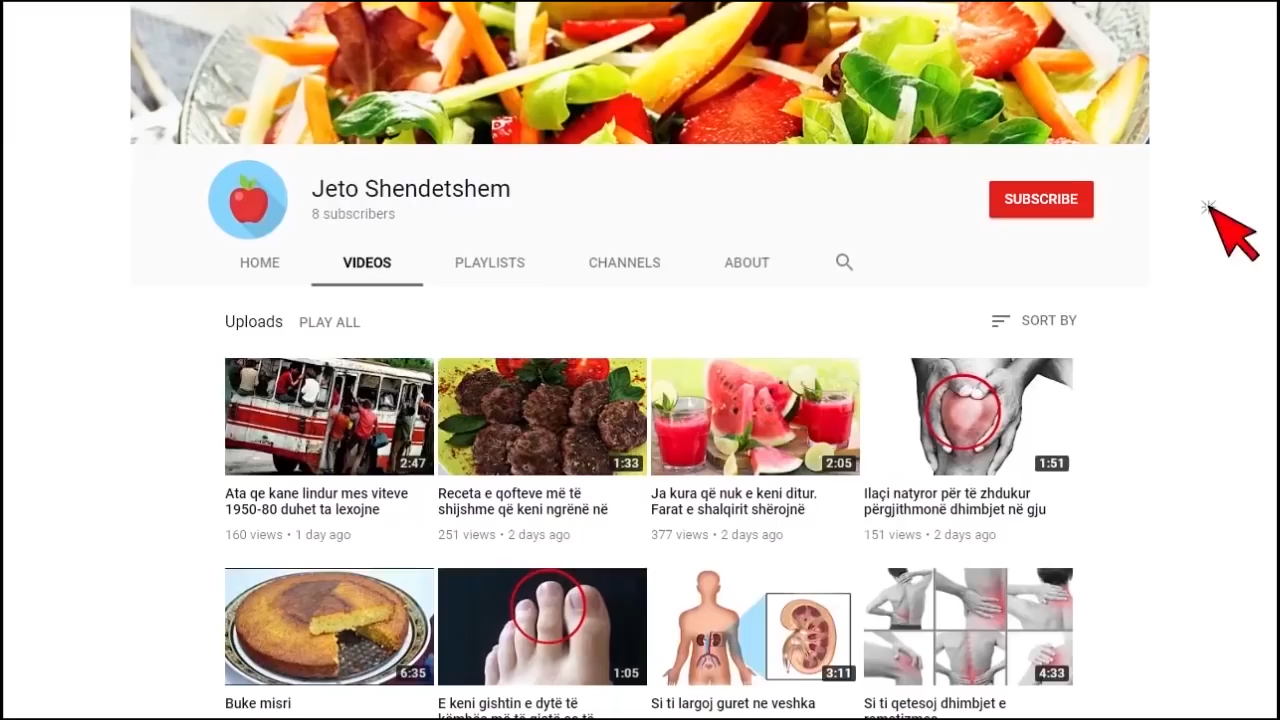 Jeto Shendetshem
8 subscribers
SUBSCRIBE
HOME
VIDEOS
PLAYLISTS
CHANNELS
ABOUT
Uploads
PLAY ALL
SORT BY
2:47
1:33
2:05
1:51
Ata qe kane lindur mes viteve
1950-80 duhet ta lexojne
160 views • 1 day ago
Receta e qofteve më të
shijshme që keni ngrënë në
251 views • 2 days ago
Ja kura që nuk e keni ditur.
Farat e shalqirit shërojnë
377 views • 2 days ago
Ilaçi natyror për të zhdukur
përgjithmonë dhimbjet në gju
151 views • 2 days ago
6:35
1:05
3:11
4:33
Buke misri
E keni gishtin e dytë të
Si ti largoj guret ne veshka
Si ti qetesoj dhimbjet e